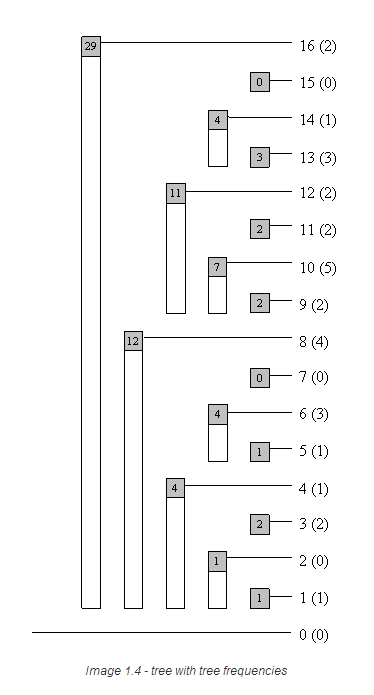 29 16 (2)
0 15 (0)
4 14 (1)
3 13 (3)
11 12 (2)
2 11 (2)
7 10 (5)
2 9 (2)
12 8 (4)
0 7 (0)
4 6 (3)
1 5 (1)
4 4 (1)
2 3 (2)
1 2 (0)
1 1 (1)
0 (0)
Image 1.4 - tree with tree frequencies